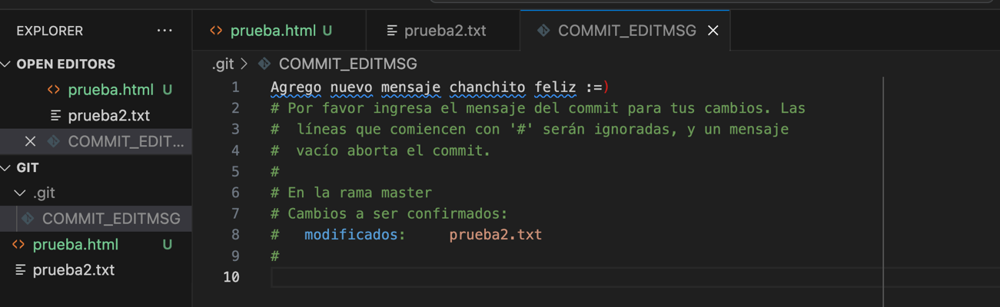 EXPLORER ···
prueba.html U
prueba2.txt
COMMIT_EDITMSG
OPEN EDITORS
prueba.html U
prueba2.txt
COMMIT_EDIT...
GIT
.git
COMMIT_EDITMSG
prueba.html U
prueba2.txt
.git > COMMIT_EDITMSG
1 Agrego nuevo mensaje chanchito feliz :=)
2 # Por favor ingresa el mensaje del commit para tus cambios. Las
3 #  líneas que comiencen con '#' serán ignoradas, y un mensaje
4 #  vacío aborta el commit.
5 #
6 # En la rama master
7 # Cambios a ser confirmados:
8 #   modificados:     prueba2.txt
9 #
10